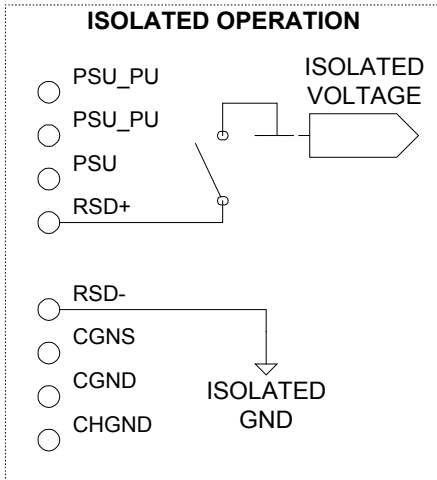 ISOLATED OPERATION
PSU_PU
PSU_PU
PSU
RSD+
ISOLATED
VOLTAGE
RSD-
CGNS
CGND
CHGND
ISOLATED
GND